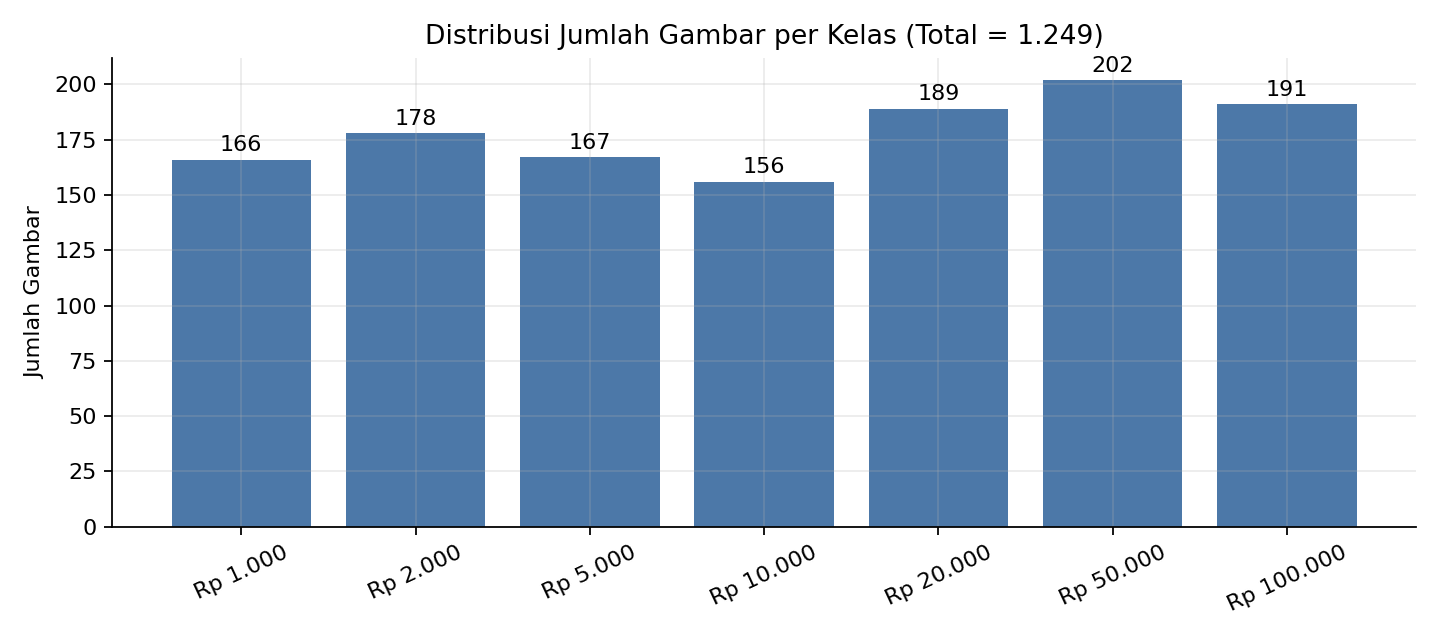 Distribusi Jumlah Gambar per Kelas (Total = 1.249)
Jumlah Gambar
200
175
150
125
100
75
50
25
0
166
178
167
156
189
202
191
Rp 1.000
Rp 2.000
Rp 5.000
Rp 10.000
Rp 20.000
Rp 50.000
Rp 100.000